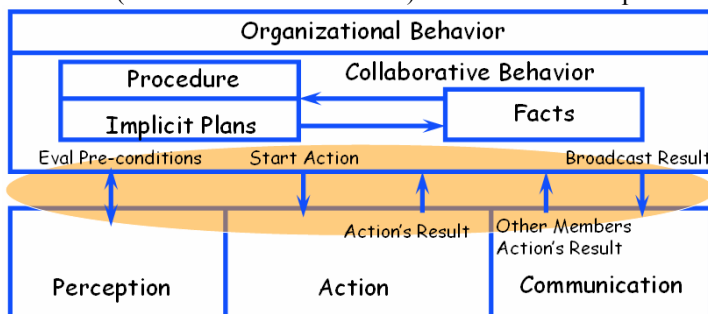 Organizational Behavior
Collaborative Behavior
Procedure
Implicit Plans
Facts
Eval Pre-conditions
Start Action
Broadcast Result
Action's Result
Other Members
Action's Result
Perception
Action
Communication